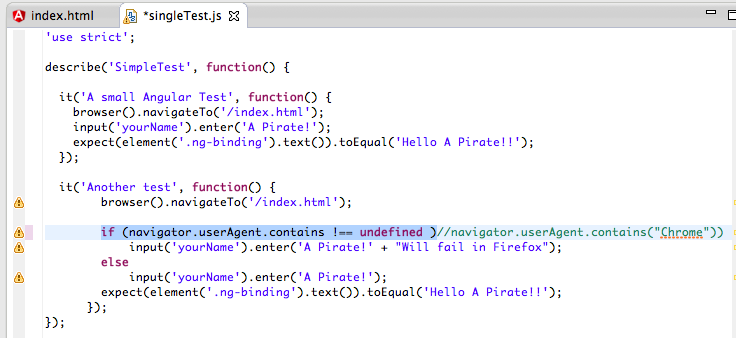 index.html *singleTest.js
'use strict';
describe('SimpleTest', function() {
it('A small Angular Test', function() {
browser().navigateTo('/index.html');
input('yourName').enter('A Pirate!');
expect(element('.ng-binding').text()).toEqual('Hello A Pirate!!');
});
it('Another test', function() {
browser().navigateTo('/index.html');
if (navigator.userAgent.contains !== undefined )//navigator.userAgent.contains("Chrome"))
input('yourName').enter('A Pirate!' + "Will fail in Firefox");
else
input('yourName').enter('A Pirate!');
expect(element('.ng-binding').text()).toEqual('Hello A Pirate!!');
});
});